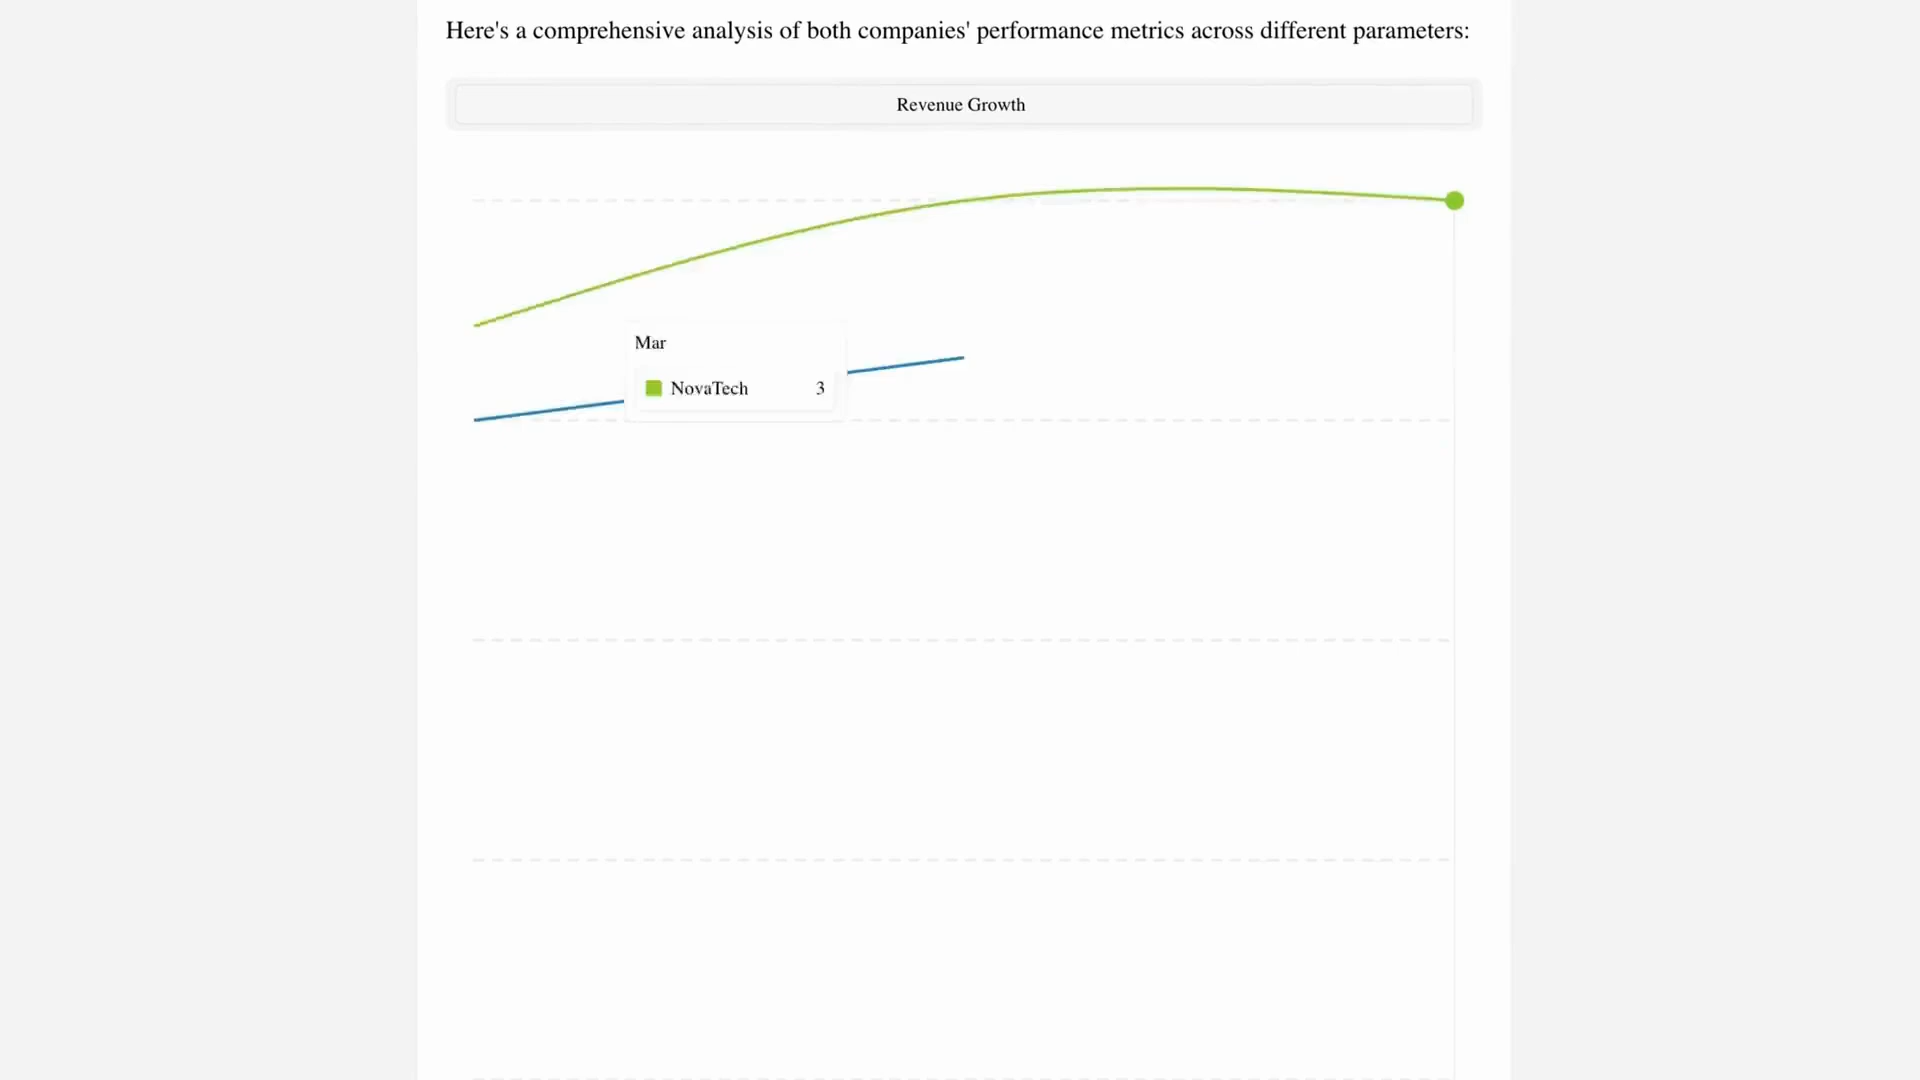 Here's a comprehensive analysis of both companies' performance metrics across different parameters:
Revenue Growth
Mar
NovaTech 3